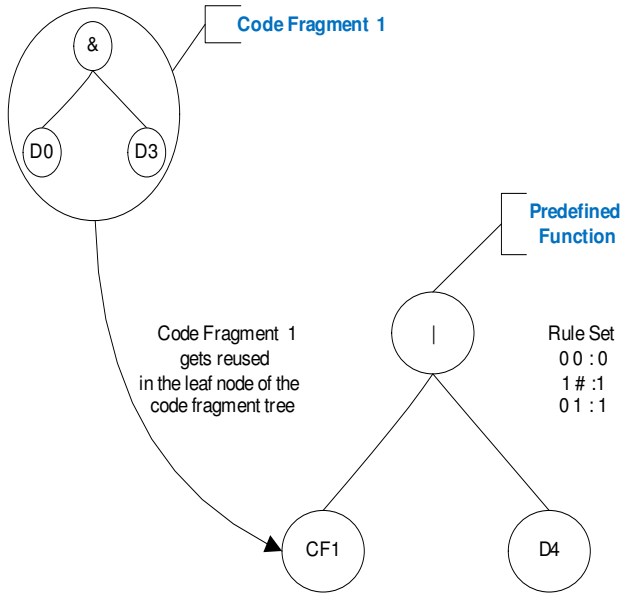 Code Fragment 1
&
D0
D3
Predefined
Function
|
Code Fragment 1
gets reused
in the leaf node of the
code fragment tree
Rule Set
0 0 : 0
1 # : 1
0 1 : 1
CF1
D4